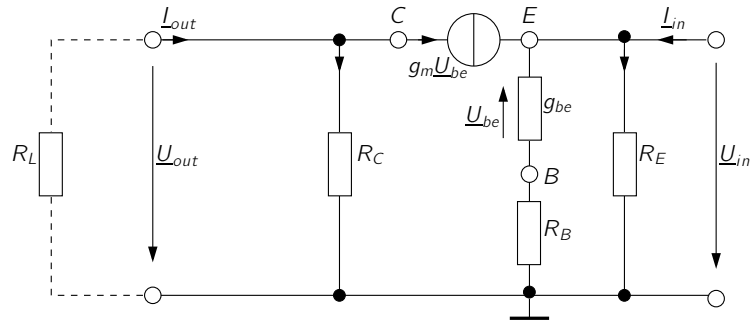 I_out C E I_in
g_m U_be
U_be g_be
R_L U_out R_C R_E U_in
B
R_B